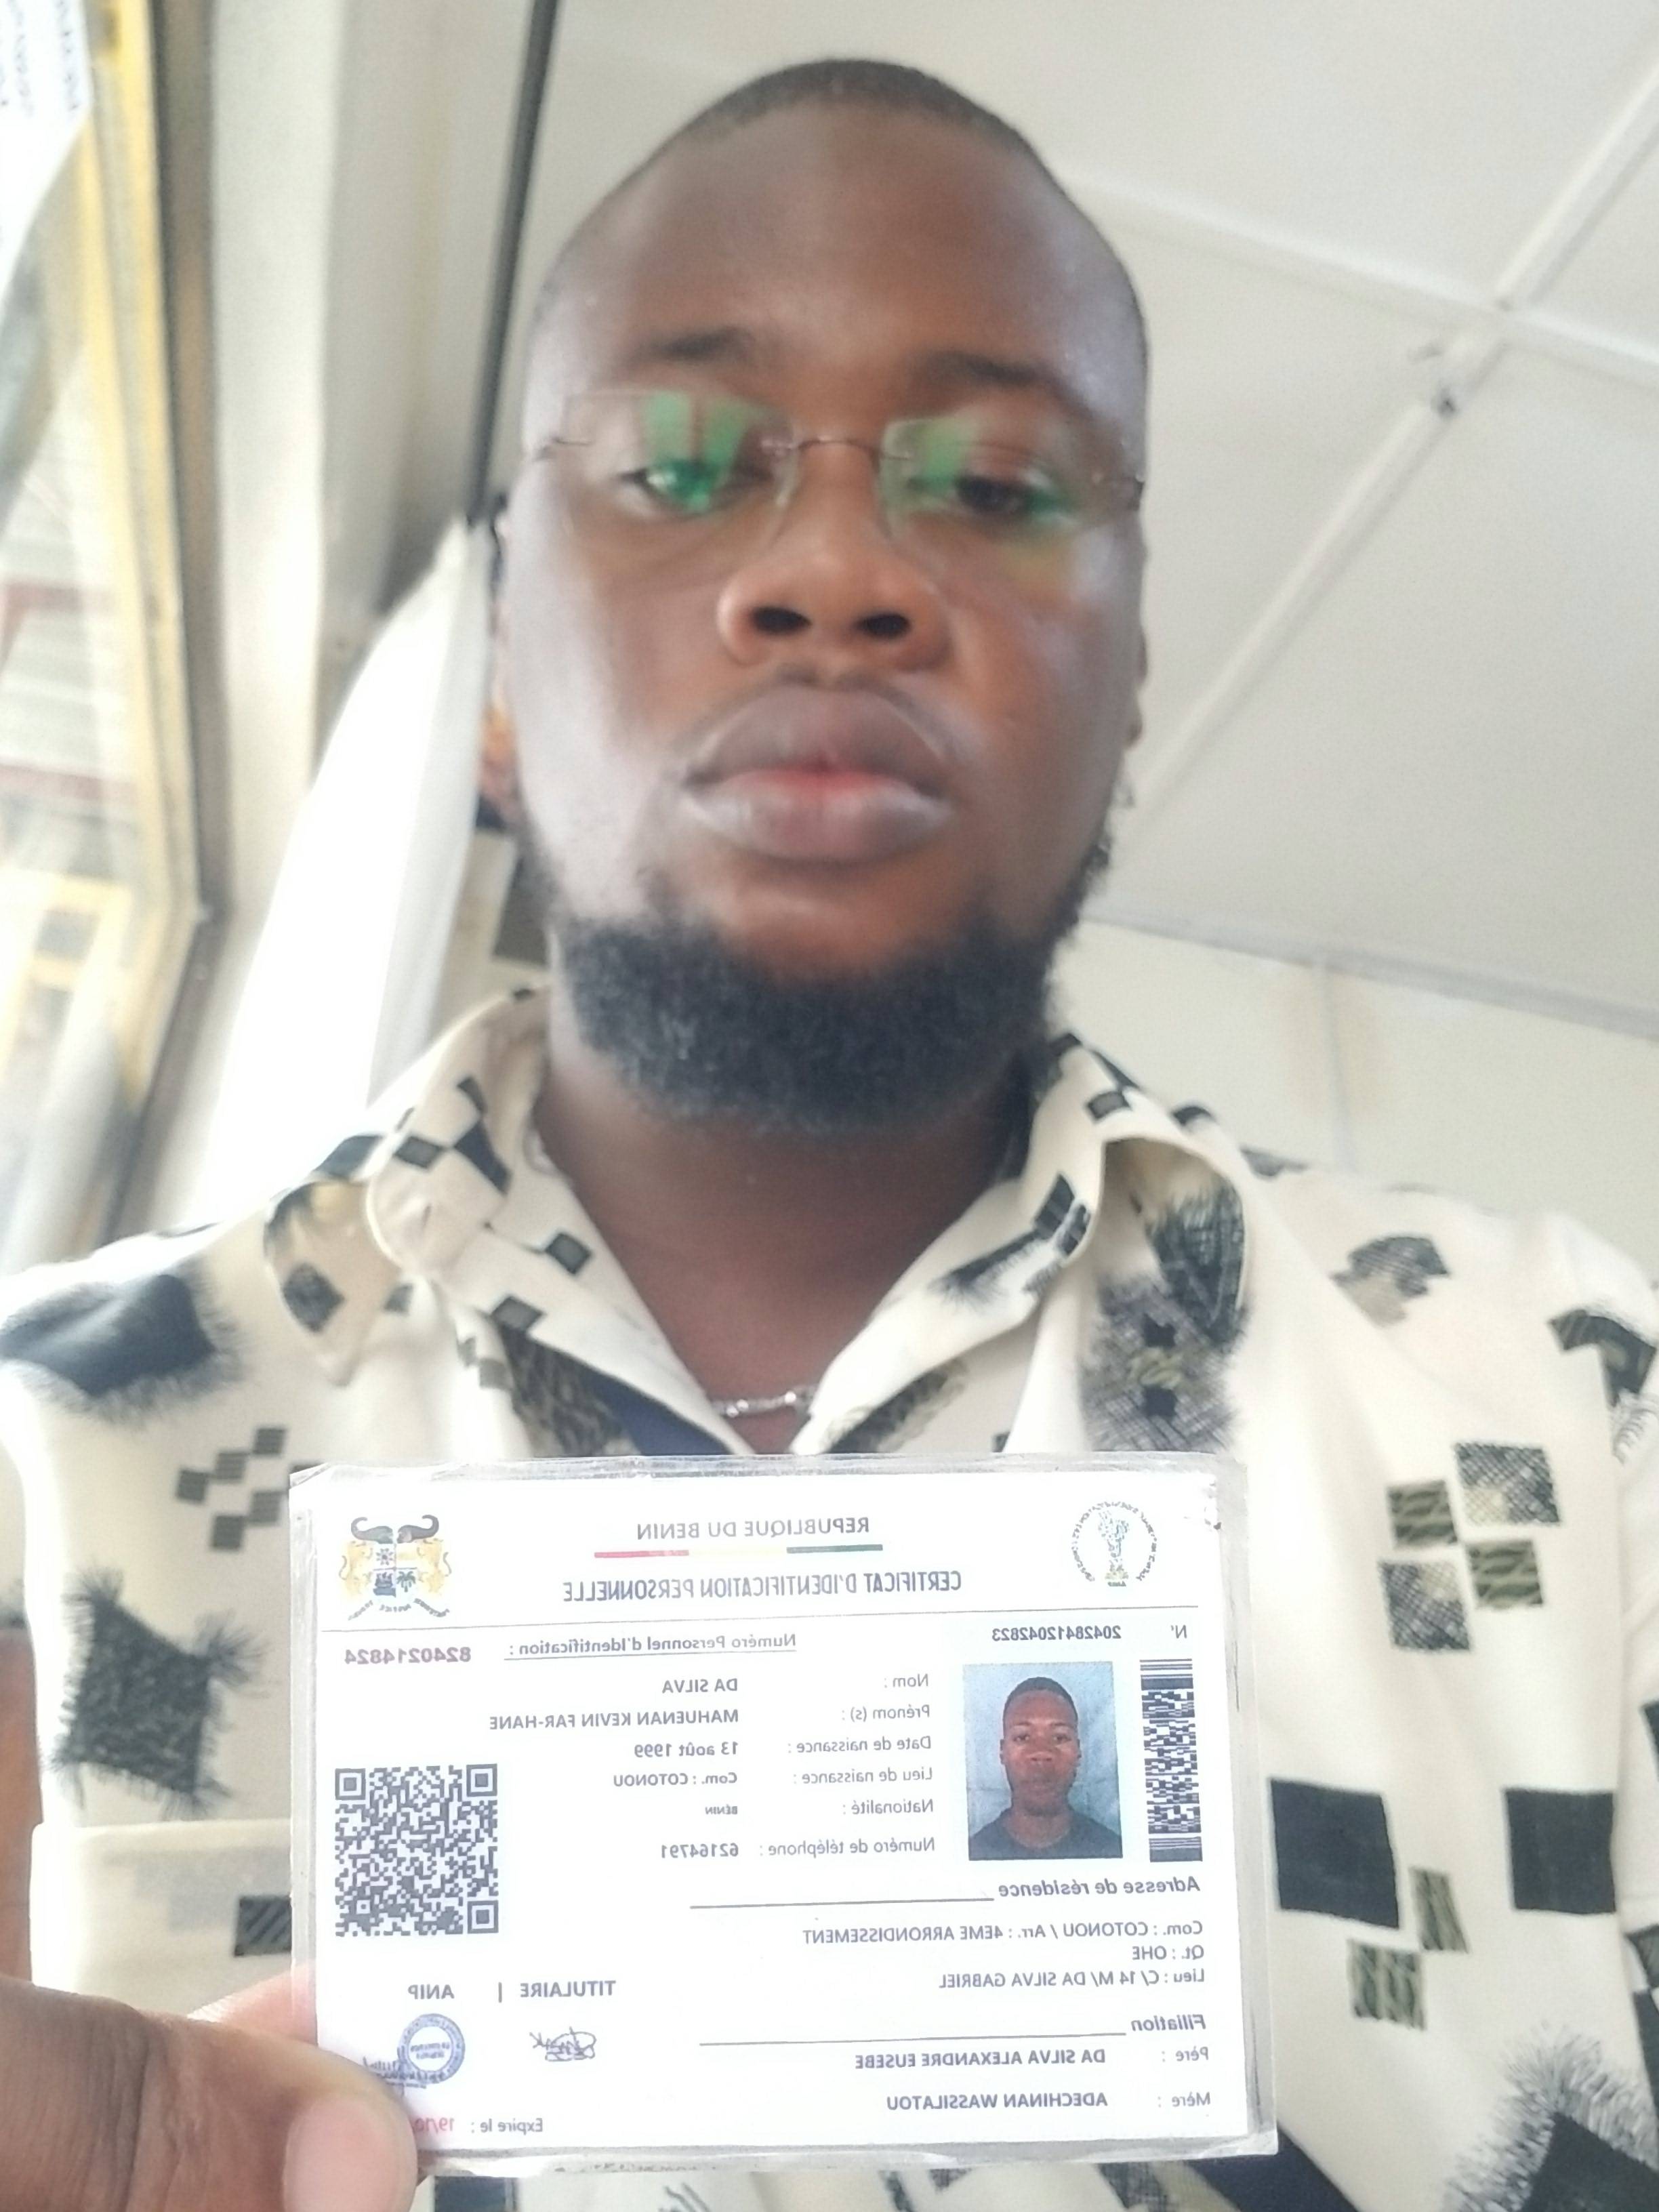 REPUBLIQUE DU BENIN
CERTIFICAT D'IDENTIFICATION PERSONNELLE
N° 20428412042823
Numéro Personnel d'Identification : 8240214824
Nom : DA SILVA
Prénom (s) : MAHUENAN KEVIN FAR-HANE
Date de naissance : 13 août 1999
Lieu de naissance : Com. : COTONOU
Nationalité : BÉNIN
Numéro de téléphone : 62164791
Adresse de résidence
Com. : COTONOU / Arr. : 4EME ARRONDISSEMENT
Qt. : OHE
Lieu : C/ 14 M/ DA SILVA GABRIEL
TITULAIRE | ANIP
Filiation
Père : DA SILVA ALEXANDRE EUSEBE
Mère : ADECHINAN WASSILATOU
Expire le : 19/